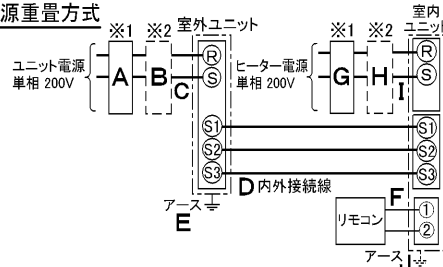 源重畳方式
※1 ※2 室外ユニット
ユニット電源
単相 200V
A B C
R
S
S1
S2
S3
D 内外接続線
アース
E
※1 ※2 室内
ユニット
ヒーター電源
単相 200V
G H I
R
S
S1
S2
S3
F
リモコン
①
②
アース
J